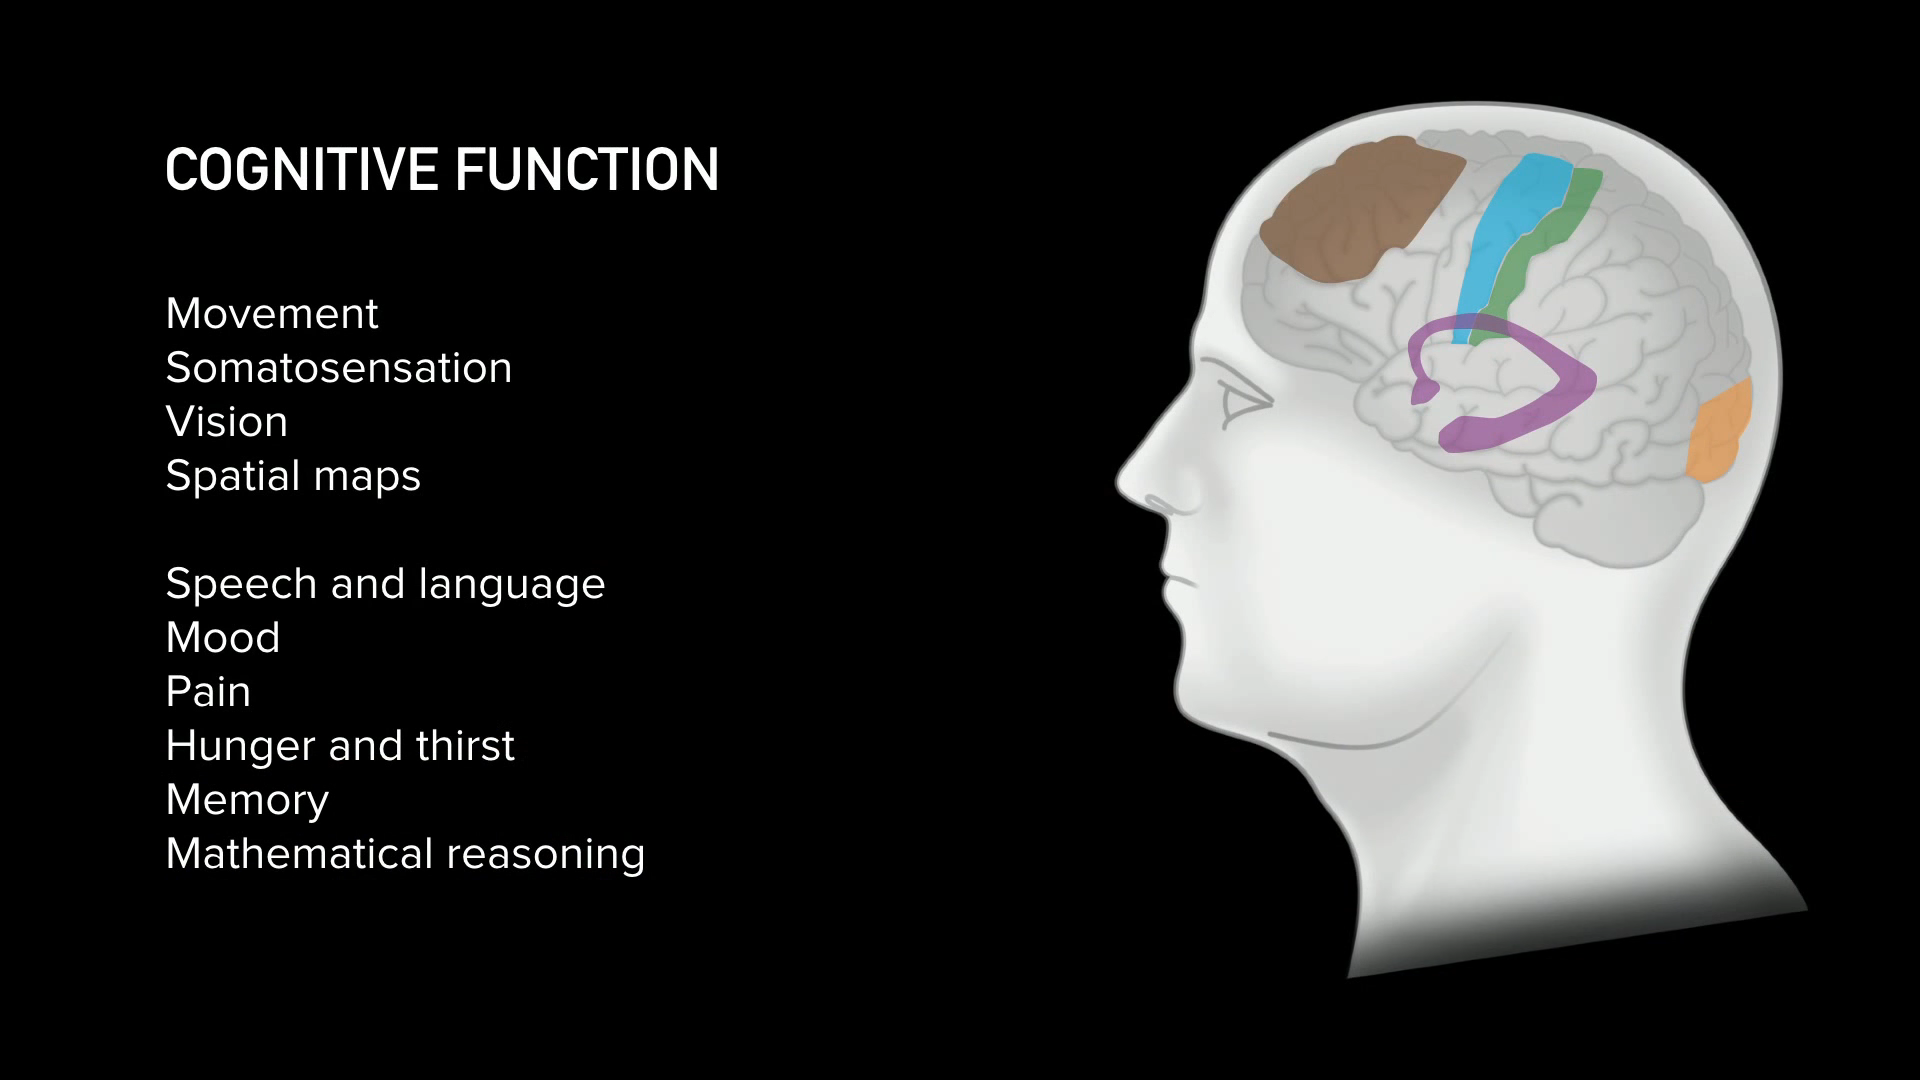 COGNITIVE FUNCTION
Movement
Somatosensation
Vision
Spatial maps
Speech and language
Mood
Pain
Hunger and thirst
Memory
Mathematical reasoning